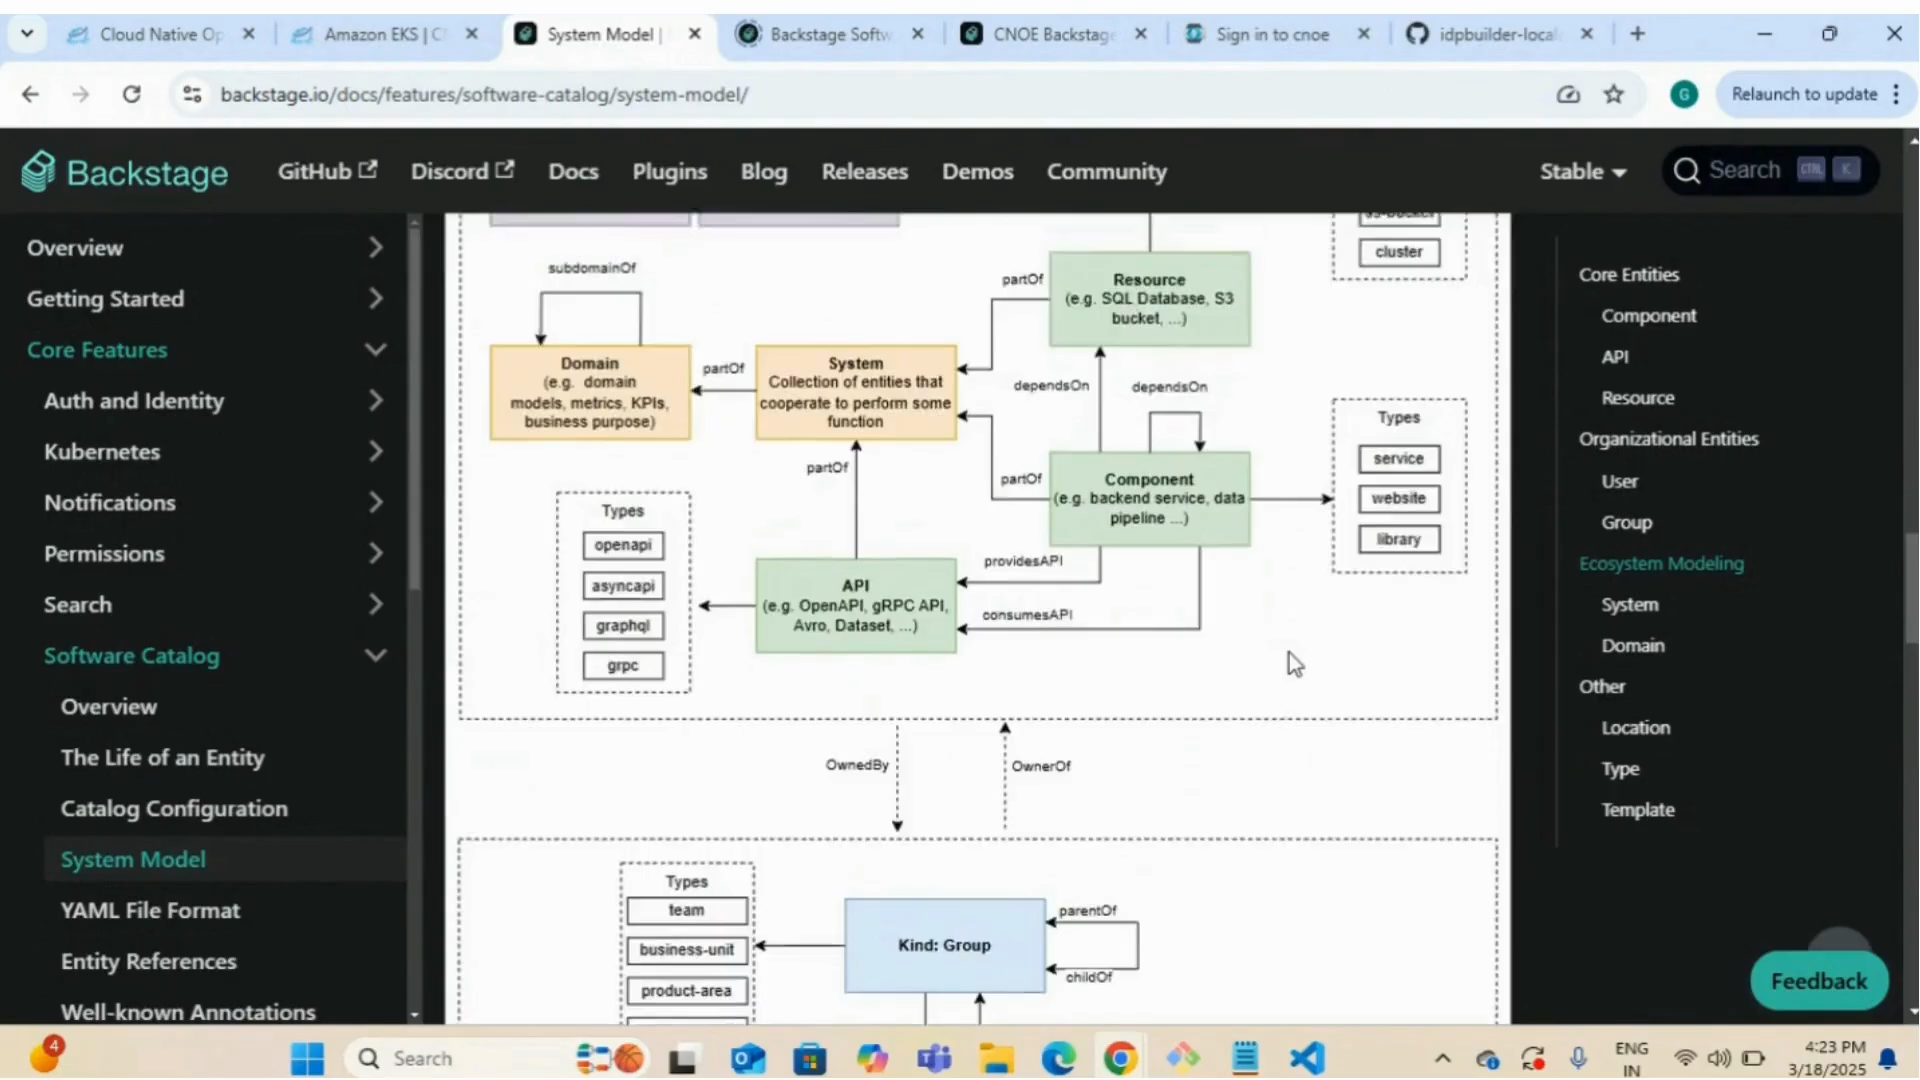 Cloud Native Op
Amazon EKS | C
System Model |
Backstage Softw
CNOE Backstage
Sign in to cnoe
idpbuilder-local
backstage.io/docs/features/software-catalog/system-model/
G
Relaunch to update
Backstage
GitHub
Discord
Docs
Plugins
Blog
Releases
Demos
Community
Stable
Search
CTRL
K
Overview
Getting Started
Core Features
Auth and Identity
Kubernetes
Notifications
Permissions
Search
Software Catalog
Overview
The Life of an Entity
Catalog Configuration
System Model
YAML File Format
Entity References
Well-known Annotations
cluster
subdomainOf
partOf
Resource
(e.g. SQL Database, S3
bucket, ...)
Domain
(e.g. domain
models, metrics, KPIs,
business purpose)
partOf
System
Collection of entities that
cooperate to perform some
function
dependsOn
dependsOn
Types
service
website
library
partOf
partOf
Component
(e.g. backend service, data
pipeline ...)
Types
openapi
asyncapi
graphql
grpc
providesAPI
API
(e.g. OpenAPI, gRPC API,
Avro, Dataset, ...)
consumesAPI
OwnedBy
OwnerOf
Types
team
business-unit
product-area
Kind: Group
parentOf
childOf
Core Entities
Component
API
Resource
Organizational Entities
User
Group
Ecosystem Modeling
System
Domain
Other
Location
Type
Template
Feedback
4
Search
ENG
IN
4:23 PM
3/18/2025